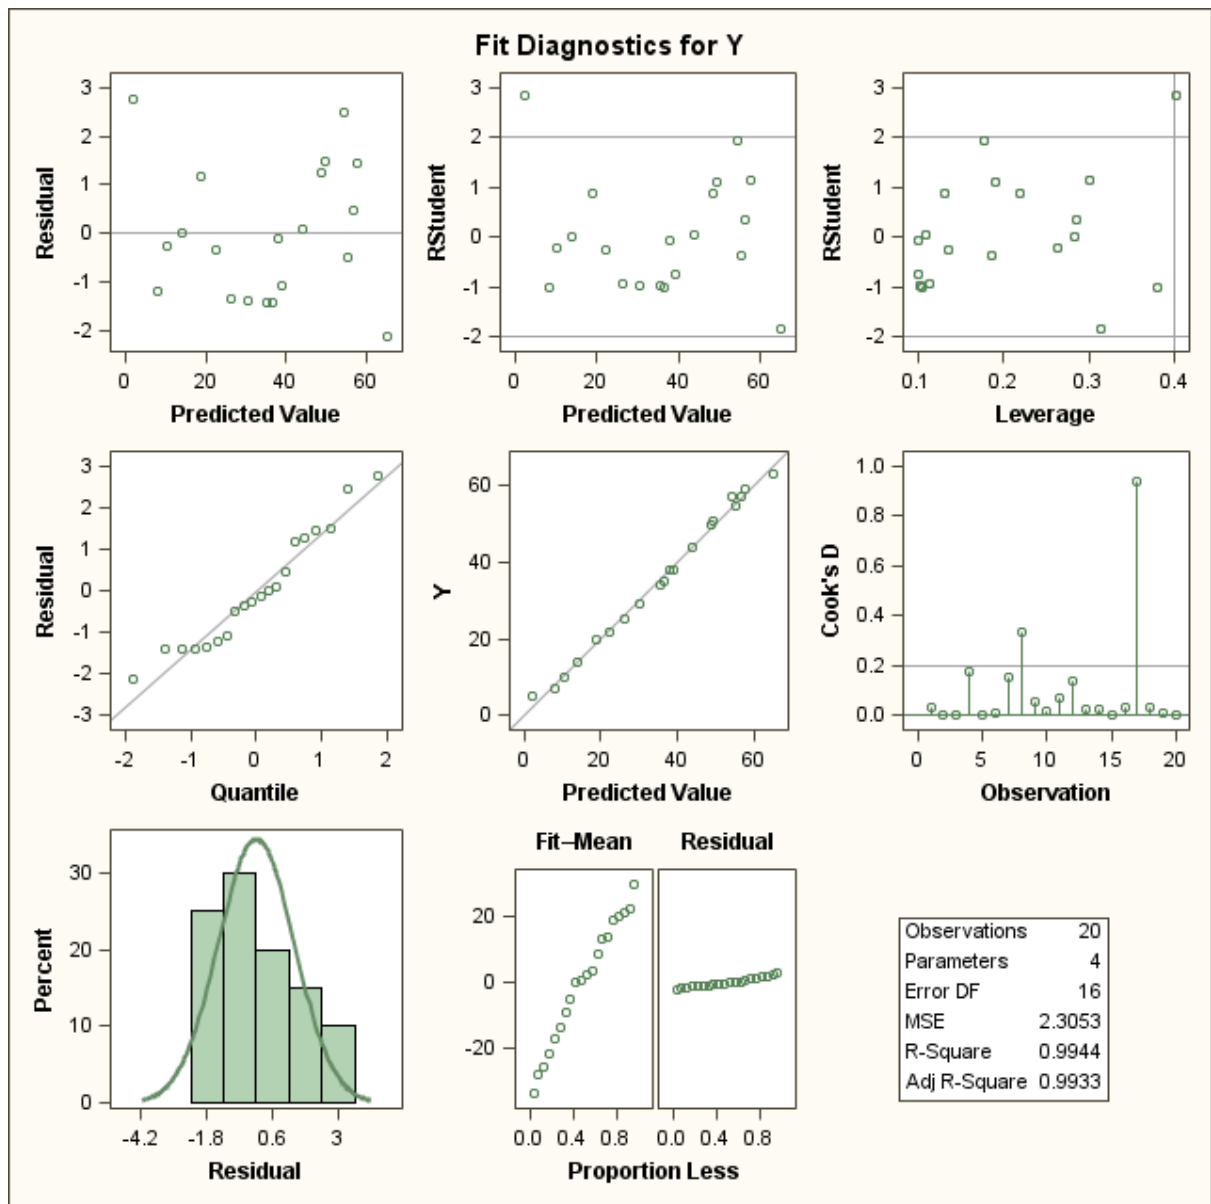 Fit Diagnostics for Y
3
2
1
0
-1
-2
Residual
0 20 40 60
Predicted Value
3
2
1
0
-1
-2
RStudent
0 20 40 60
Predicted Value
3
2
1
0
-1
-2
RStudent
0.1 0.2 0.3 0.4
Leverage
3
2
1
0
-1
-2
-3
Residual
-2 -1 0 1 2
Quantile
60
40
20
0
Y
0 20 40 60
Predicted Value
1.0
0.8
0.6
0.4
0.2
0.0
Cook's D
0 5 10 15 20
Observation
30
20
10
0
Percent
-4.2 -1.8 0.6 3
Residual
Fit–Mean Residual
20
0
-20
0.0 0.4 0.8 0.0 0.4 0.8
Proportion Less
Observations 20
Parameters 4
Error DF 16
MSE 2.3053
R-Square 0.9944
Adj R-Square 0.9933